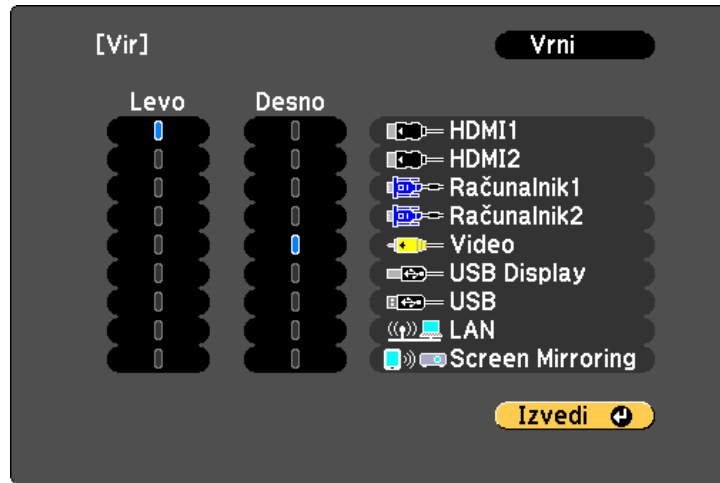 [Vir] Vrni
Levo Desno
HDMI1
HDMI2
Računalnik1
Računalnik2
Video
USB Display
USB
LAN
Screen Mirroring
Izvedi